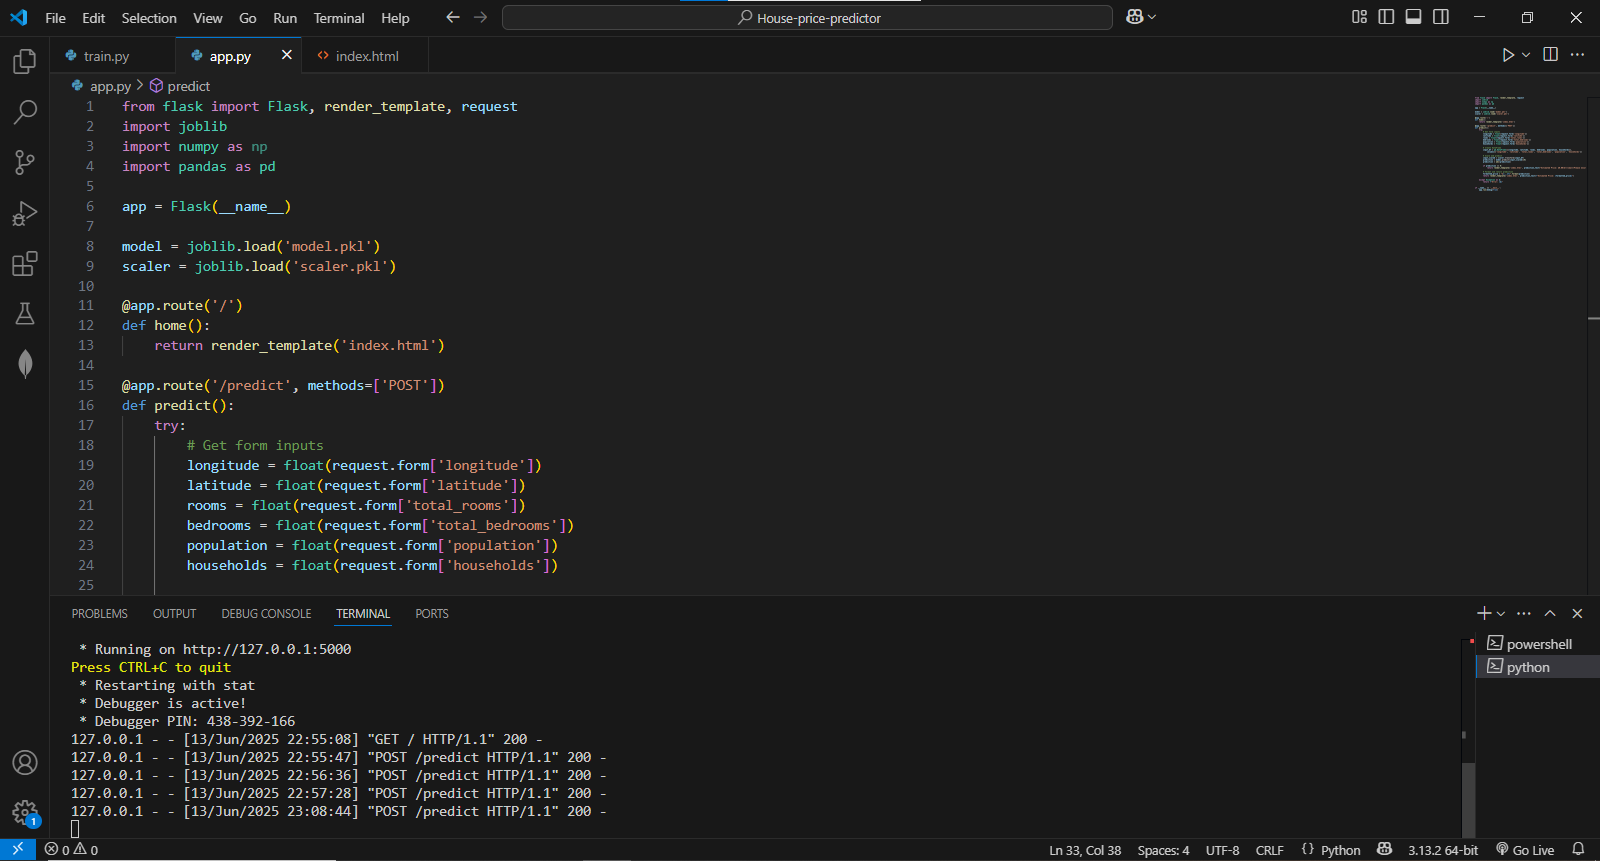 File Edit Selection View Go Run Terminal Help
House-price-predictor
train.py
app.py
index.html
app.py > predict
1 from flask import Flask, render_template, request
2 import joblib
3 import numpy as np
4 import pandas as pd
5
6 app = Flask(__name__)
7
8 model = joblib.load('model.pkl')
9 scaler = joblib.load('scaler.pkl')
10
11 @app.route('/')
12 def home():
13 return render_template('index.html')
14
15 @app.route('/predict', methods=['POST'])
16 def predict():
17 try:
18 # Get form inputs
19 longitude = float(request.form['longitude'])
20 latitude = float(request.form['latitude'])
21 rooms = float(request.form['total_rooms'])
22 bedrooms = float(request.form['total_bedrooms'])
23 population = float(request.form['population'])
24 households = float(request.form['households'])
25
PROBLEMS OUTPUT DEBUG CONSOLE TERMINAL PORTS
* Running on http://127.0.0.1:5000
Press CTRL+C to quit
* Restarting with stat
* Debugger is active!
* Debugger PIN: 438-392-166
127.0.0.1 - - [13/Jun/2025 22:55:08] "GET / HTTP/1.1" 200 -
127.0.0.1 - - [13/Jun/2025 22:55:47] "POST /predict HTTP/1.1" 200 -
127.0.0.1 - - [13/Jun/2025 22:56:36] "POST /predict HTTP/1.1" 200 -
127.0.0.1 - - [13/Jun/2025 22:57:28] "POST /predict HTTP/1.1" 200 -
127.0.0.1 - - [13/Jun/2025 23:08:44] "POST /predict HTTP/1.1" 200 -
powershell
python
1
0 0
Ln 33, Col 38 Spaces: 4 UTF-8 CRLF {} Python 3.13.2 64-bit Go Live